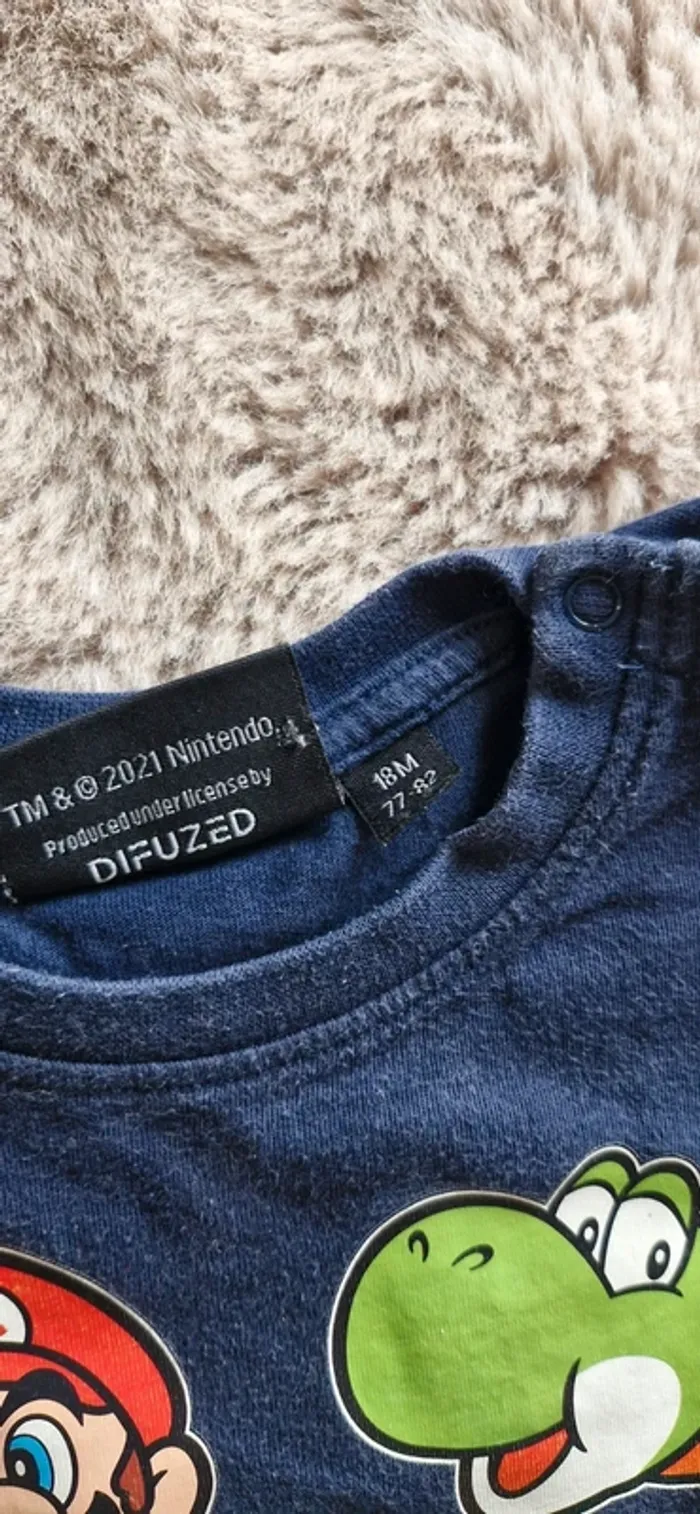 TM & © 2021 Nintendo.
Produced under license by
DIFUZED
18M
77-82